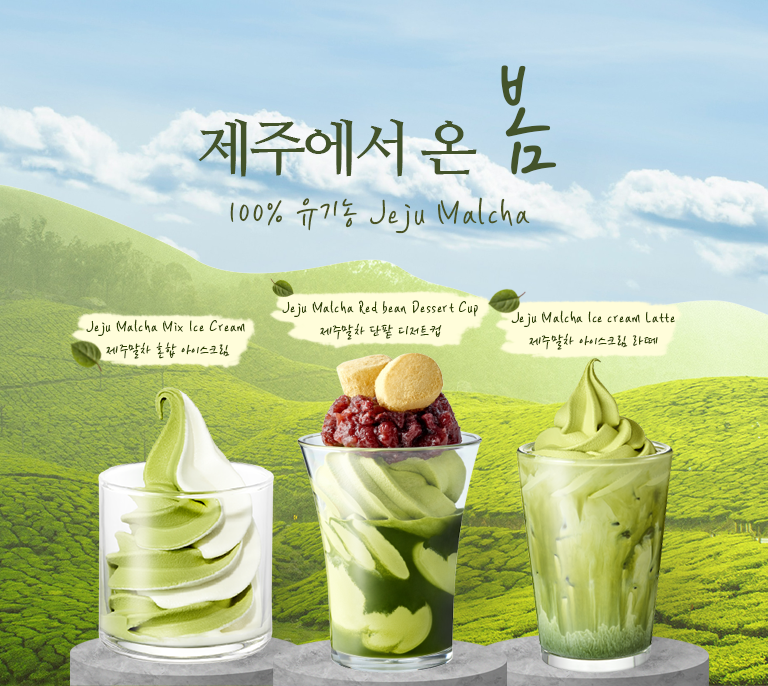 제주에서 온 봄
100% 유기농 Jeju Malcha
Jeju Malcha Mix Ice Cream
제주말차 혼합 아이스크림
Jeju Malcha Red bean Dessert Cup
제주말차 단팥 디저트컵
Jeju Malcha Ice cream Latte
제주말차 아이스크림 라떼